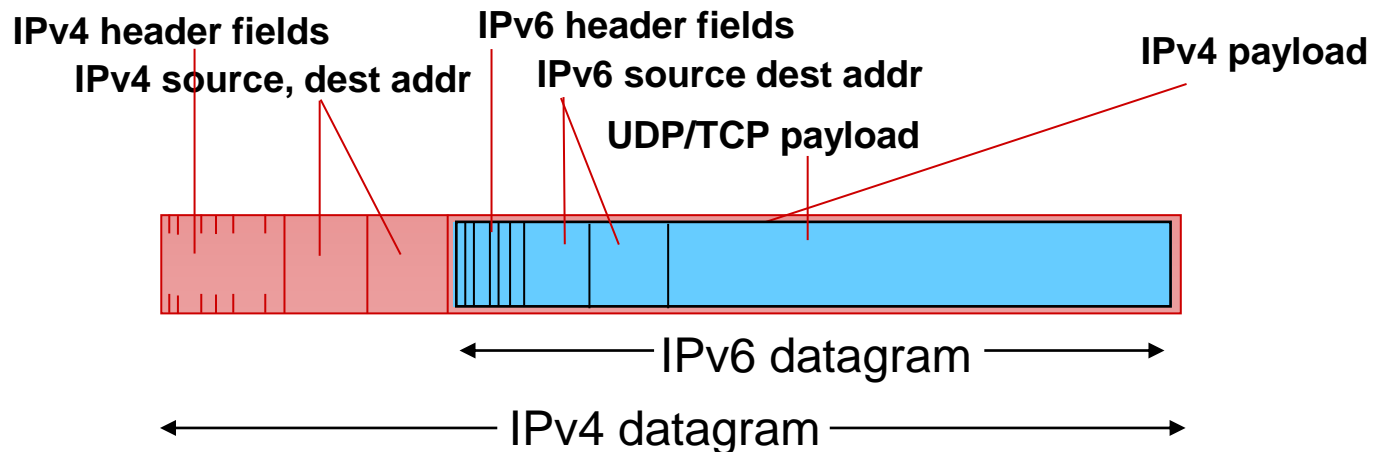 IPv4 header fields
IPv6 header fields
IPv4 payload
IPv4 source, dest addr
IPv6 source dest addr
UDP/TCP payload
IPv6 datagram
IPv4 datagram